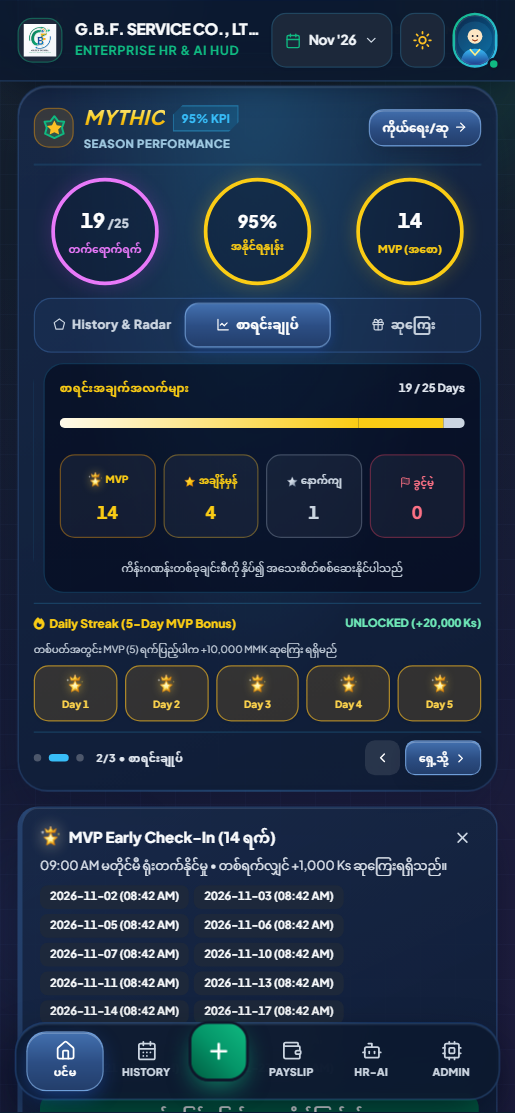 G.B.F. SERVICE CO., LT...
ENTERPRISE HR & AI HUD
Nov '26
MYTHIC
95% KPI
SEASON PERFORMANCE
ကိုယ်ရေး/ဆု
19 /25
တက်ရောက်ရက်
95%
အနိုင်ရနှုန်း
14
MVP (အစော)
History & Radar
စာရင်းချုပ်
ဆုကြေး
စာရင်းအချက်အလက်များ
19 / 25 Days
MVP
14
အချိန်မှန်
4
နောက်ကျ
1
ခွင့်မဲ့
0
ကိန်းဂဏန်းတစ်ခုချင်းစီကို နှိပ်၍ အသေးစိတ်စစ်ဆေးနိုင်ပါသည်
Daily Streak (5-Day MVP Bonus)
UNLOCKED (+20,000 Ks)
တစ်ပတ်အတွင်း MVP (5) ရက်ပြည့်ပါက +10,000 MMK ဆုကြေး ရရှိမည်
Day 1
Day 2
Day 3
Day 4
Day 5
2/3 • စာရင်းချုပ်
ရှေ့သို့
MVP Early Check-In (14 ရက်)
09:00 AM မတိုင်မီ ရုံးတက်နိုင်မှု • တစ်ရက်လျှင် +1,000 Ks ဆုကြေးရရှိသည်။
2026-11-02 (08:42 AM)
2026-11-03 (08:42 AM)
2026-11-05 (08:42 AM)
2026-11-06 (08:42 AM)
2026-11-07 (08:42 AM)
2026-11-10 (08:42 AM)
2026-11-11 (08:42 AM)
2026-11-13 (08:42 AM)
2026-11-14 (08:42 AM)
2026-11-17 (08:42 AM)
ပင်မ
HISTORY
PAYSLIP
HR-AI
ADMIN